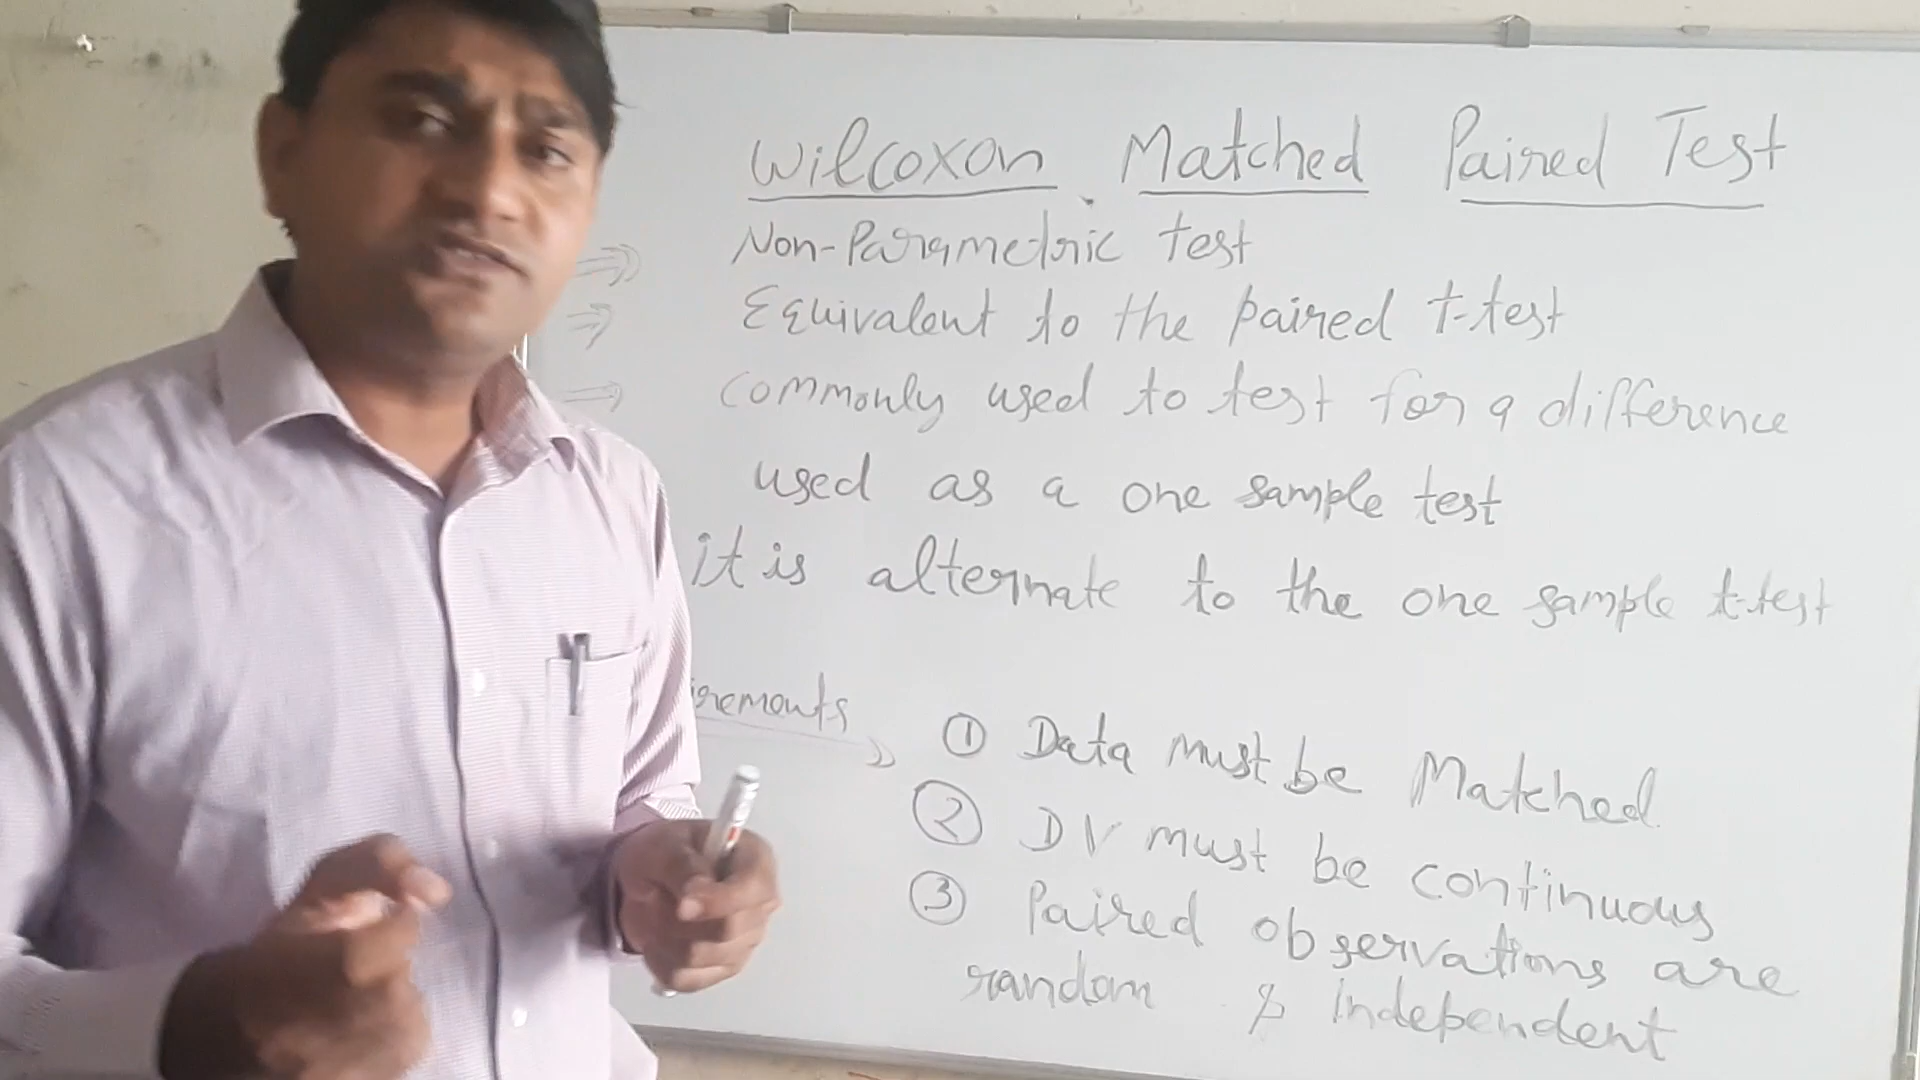 Wilcoxon Matched Paired Test
Non-Parametric test
Equivalent to the paired t-test
commonly used to test for a difference
used as a one sample test
it is alternate to the one sample t-test
irements
① Data must be Matched
② DV must be continuous
③ Paired observations are
random & independent